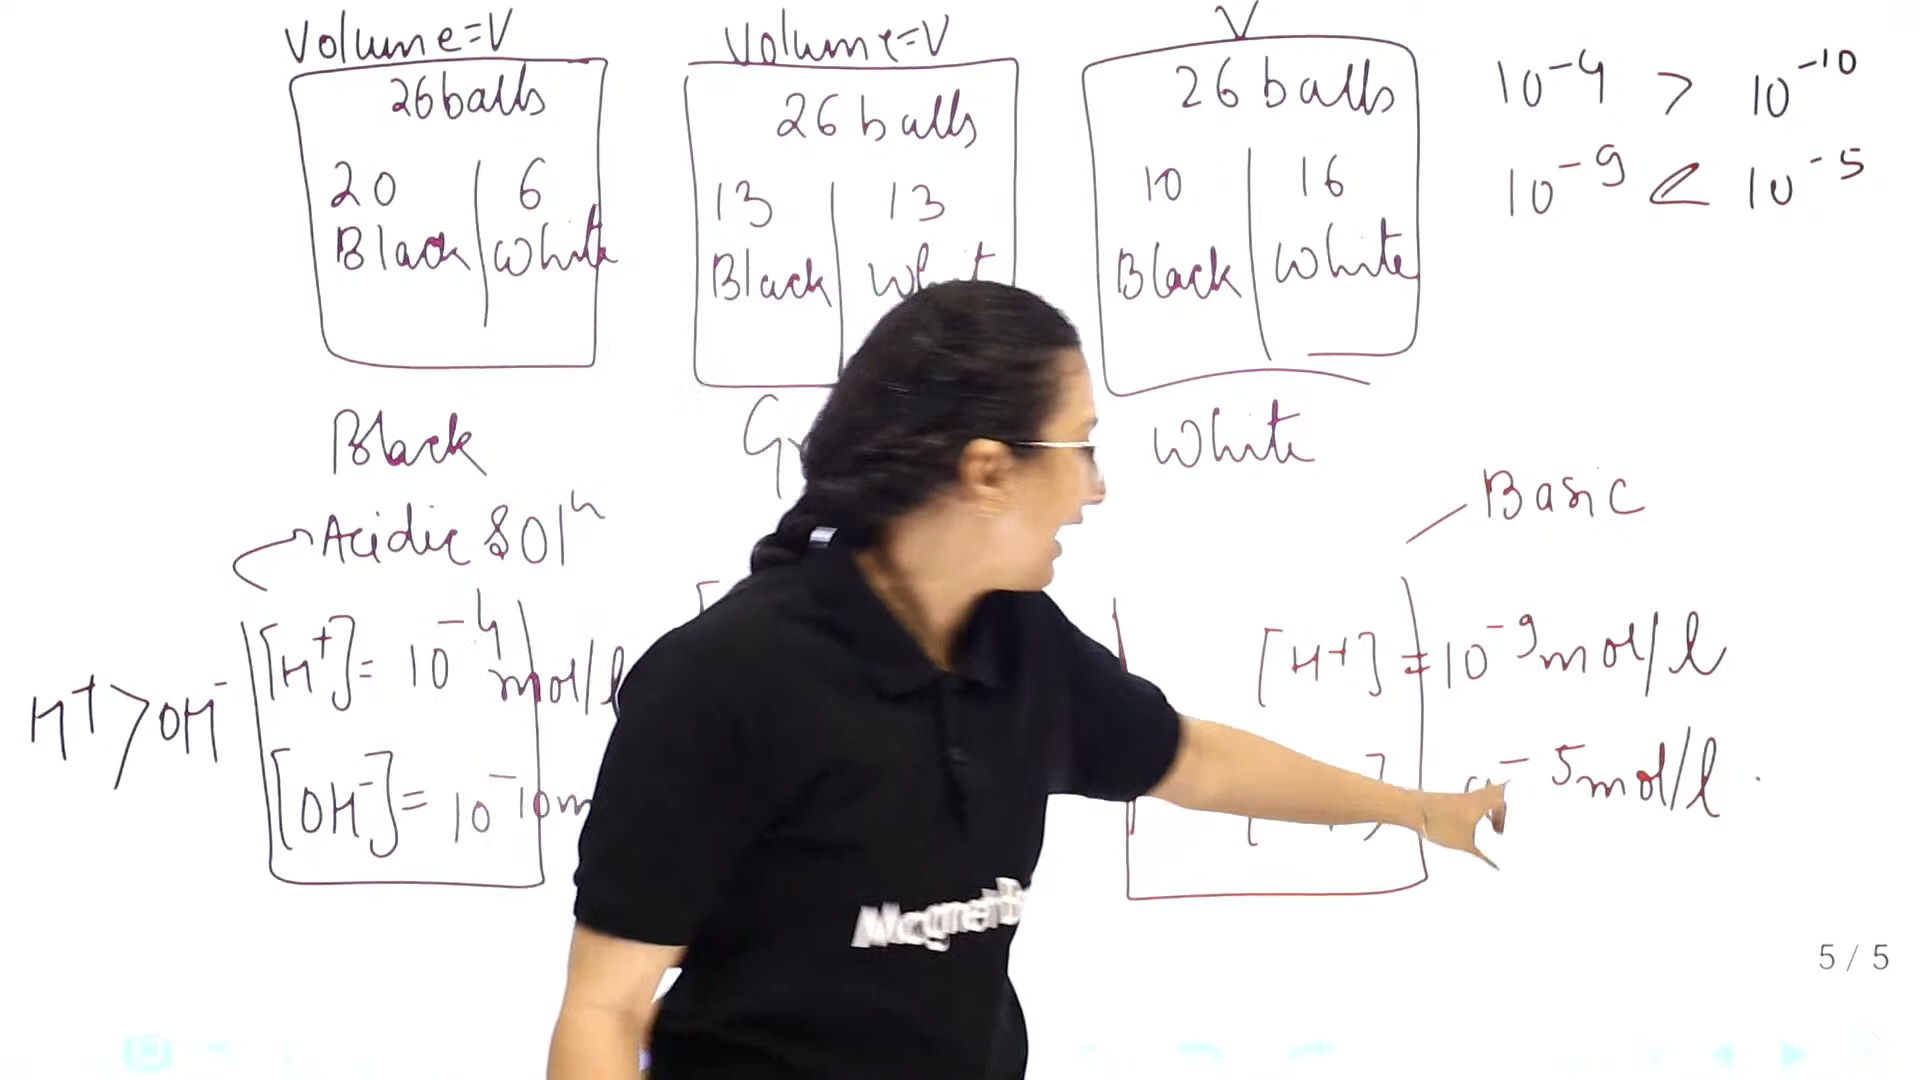 Volume=V
26 balls
20 | 6
Black | White
Black
Volume=V
26 balls
13 | 13
Black
V
26 balls
10 | 16
Black | White
White
10⁻⁴ > 10⁻¹⁰
10⁻⁹ < 10⁻⁵
Acidic Solⁿ
[H⁺] = 10⁻⁴ mol/l
H⁺ > OH⁻
[OH⁻] = 10⁻¹⁰
Basic
[H+] = 10⁻⁹ mol/l
⁻⁵ mol/l
5 / 5